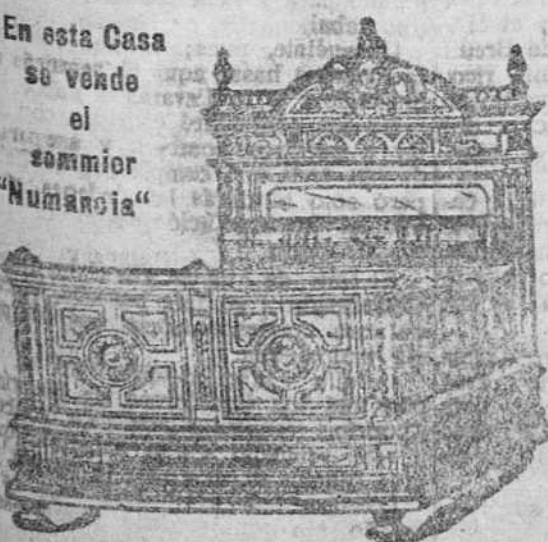 En esta Casa
se vende
el
sommier
"Numancia"